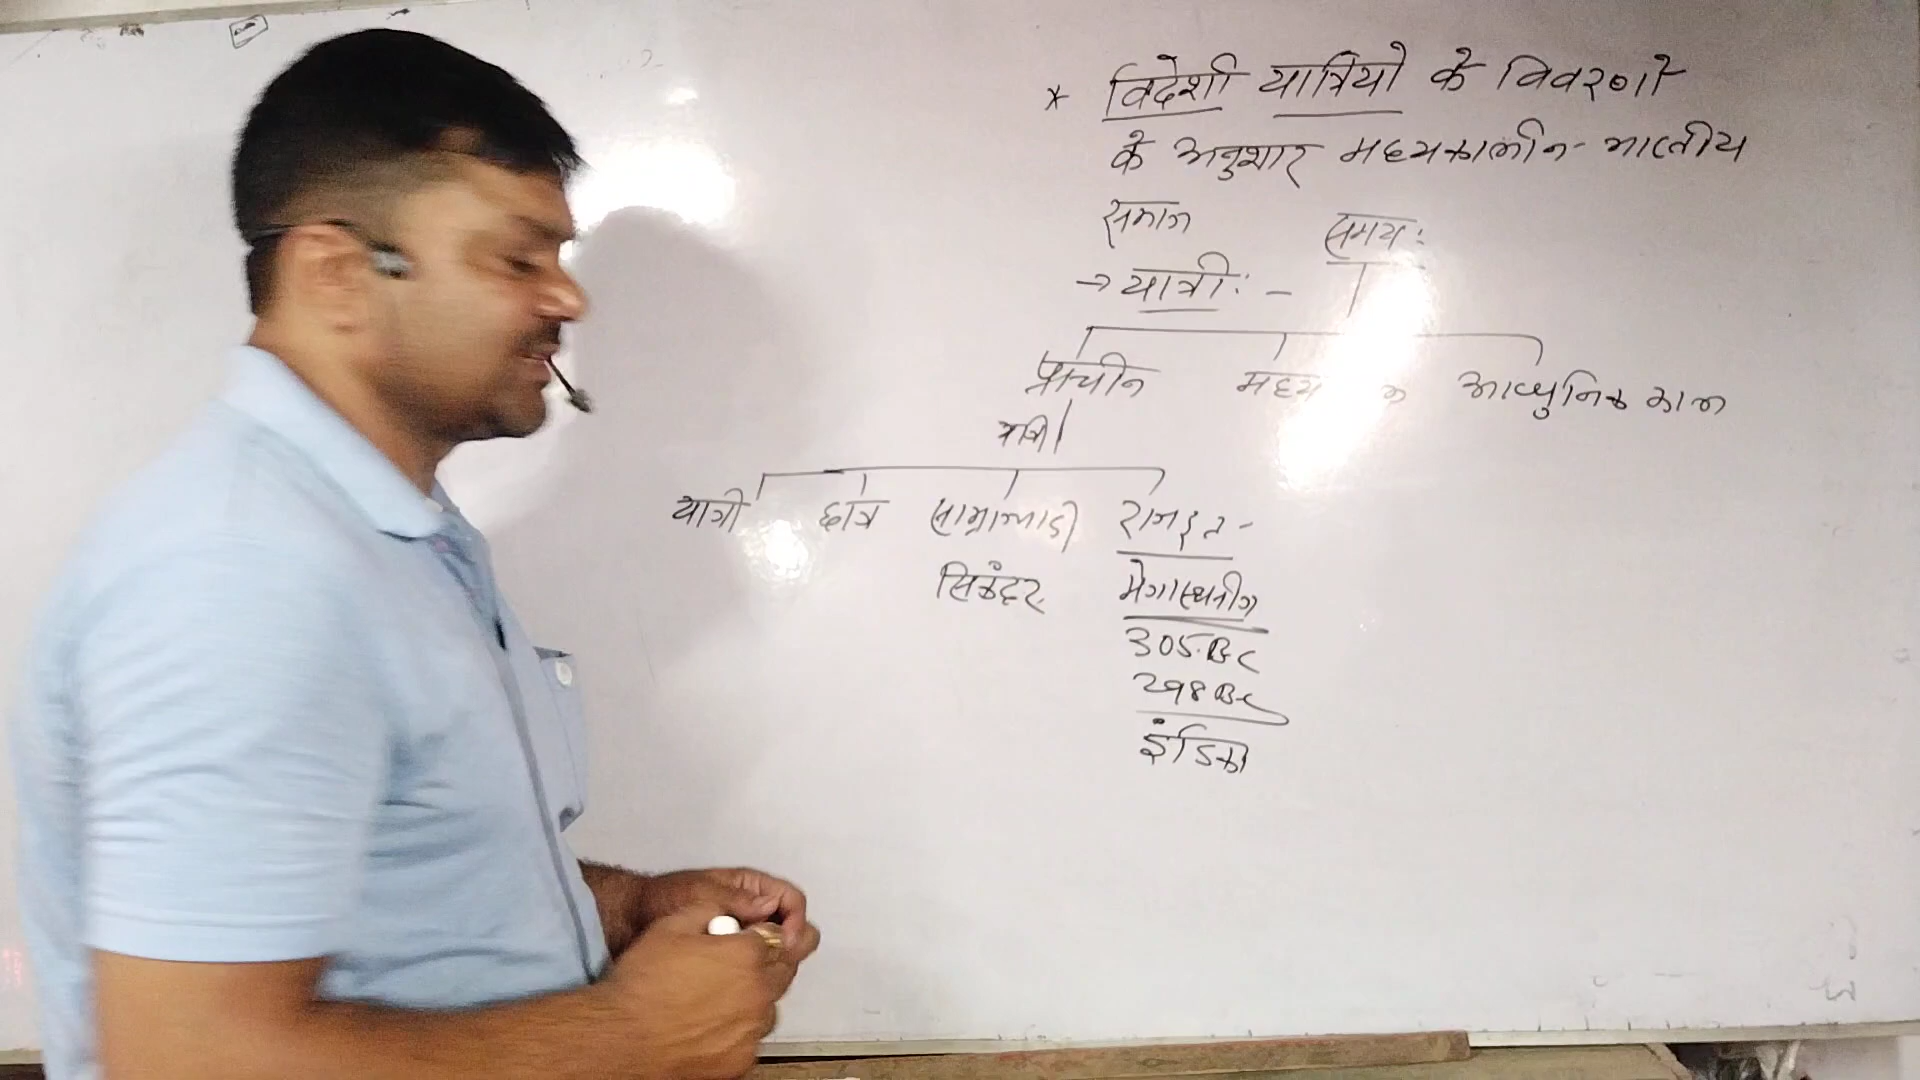 * विदेशी यात्रियो के विवरणो
के अनुशार मध्यकालीन- भारतीय
समाज
समय:
→ यात्री: -
प्राचीन मध्य आधुनिक काल
यात्री
यात्री छात्र साम्राज्यवादी राजदूत -
सिकंदर मेगास्थनीज
305 BC
298 BC
इंडिका